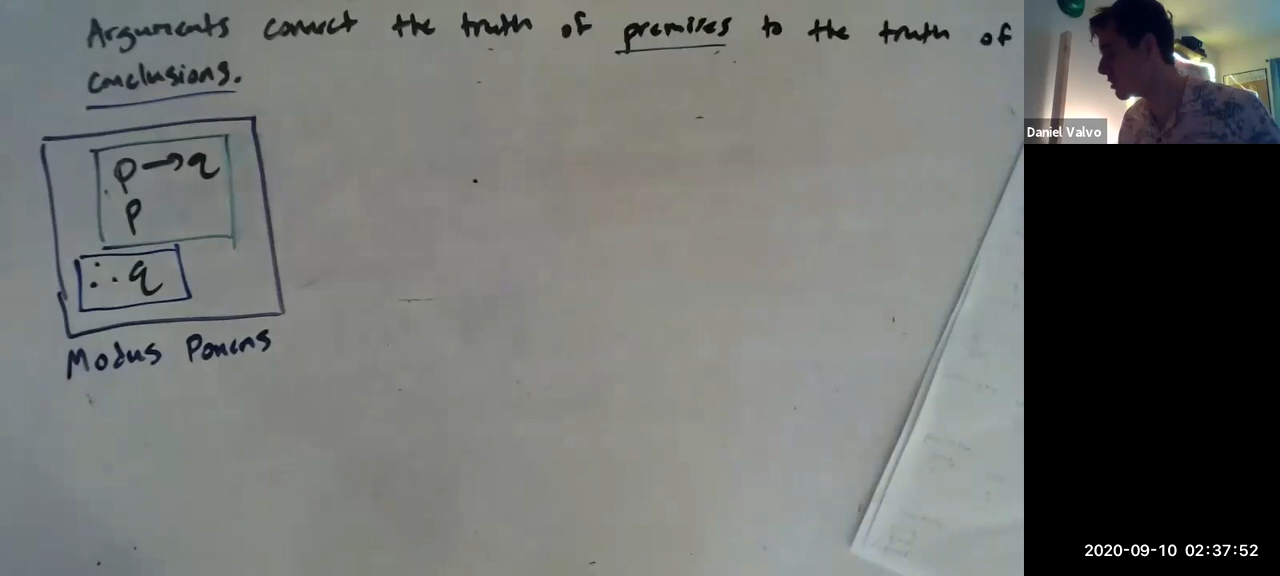 Arguments connect the truth of premises to the truth of
conclusions.
p → q
p
∴ q
Modus Ponens
Daniel Valvo
2020-09-10 02:37:52